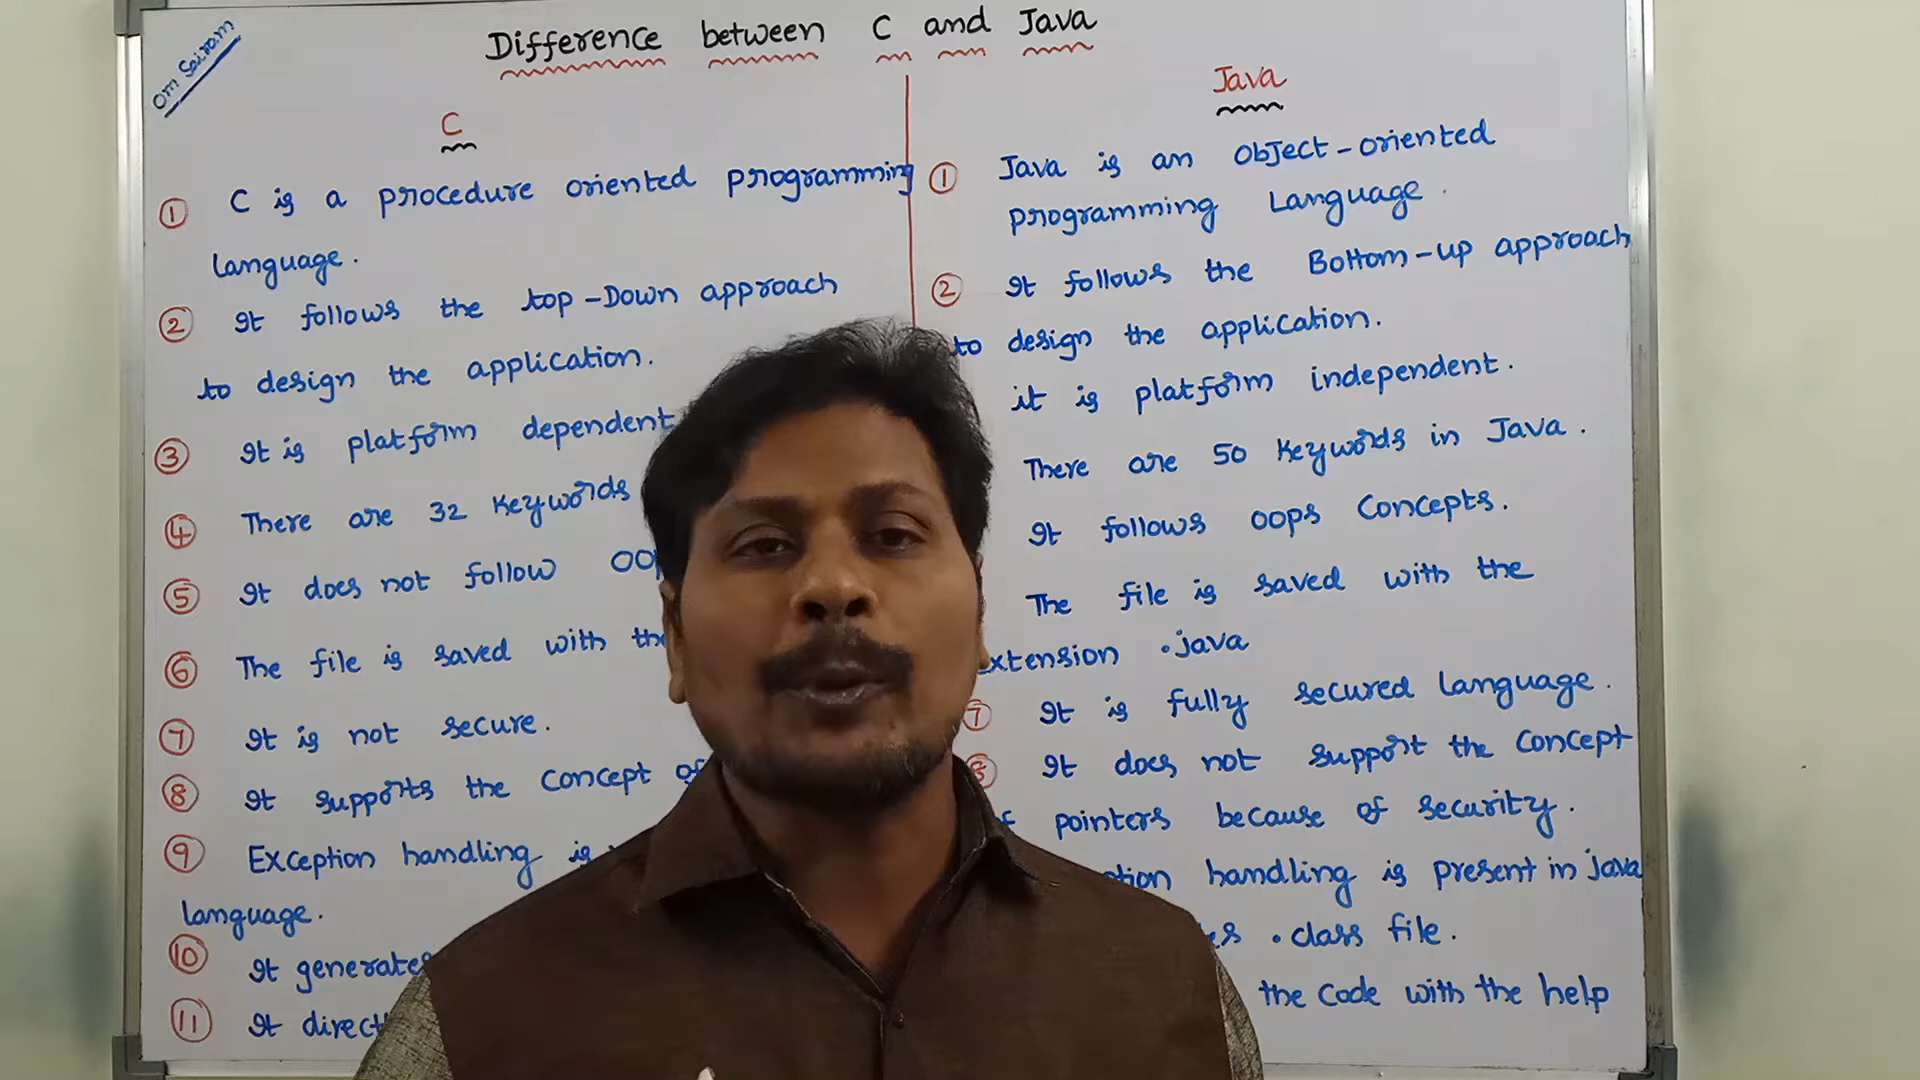 Om Sairam
Difference between C and Java
C
① C is a procedure oriented programming
language.
② It follows the top-Down approach
to design the application.
③ It is platform dependent
④ There are 32 keywords
⑤ It does not follow
⑥ The file is saved with the
⑦ It is not secure.
⑧ It supports the concept of
⑨ Exception handling is
language.
⑩ It generates
⑪ It
Java
① Java is an Object-oriented
programming Language.
② It follows the Bottom-up approach
to design the application.
it is platform independent.
There are 50 keywords in Java.
It follows oops Concepts.
The file is saved with the
extension .java
⑦ It is fully secured language.
⑧ It does not support the concept
of pointers because of security.
handling is present in java
.class file.
the code with the help